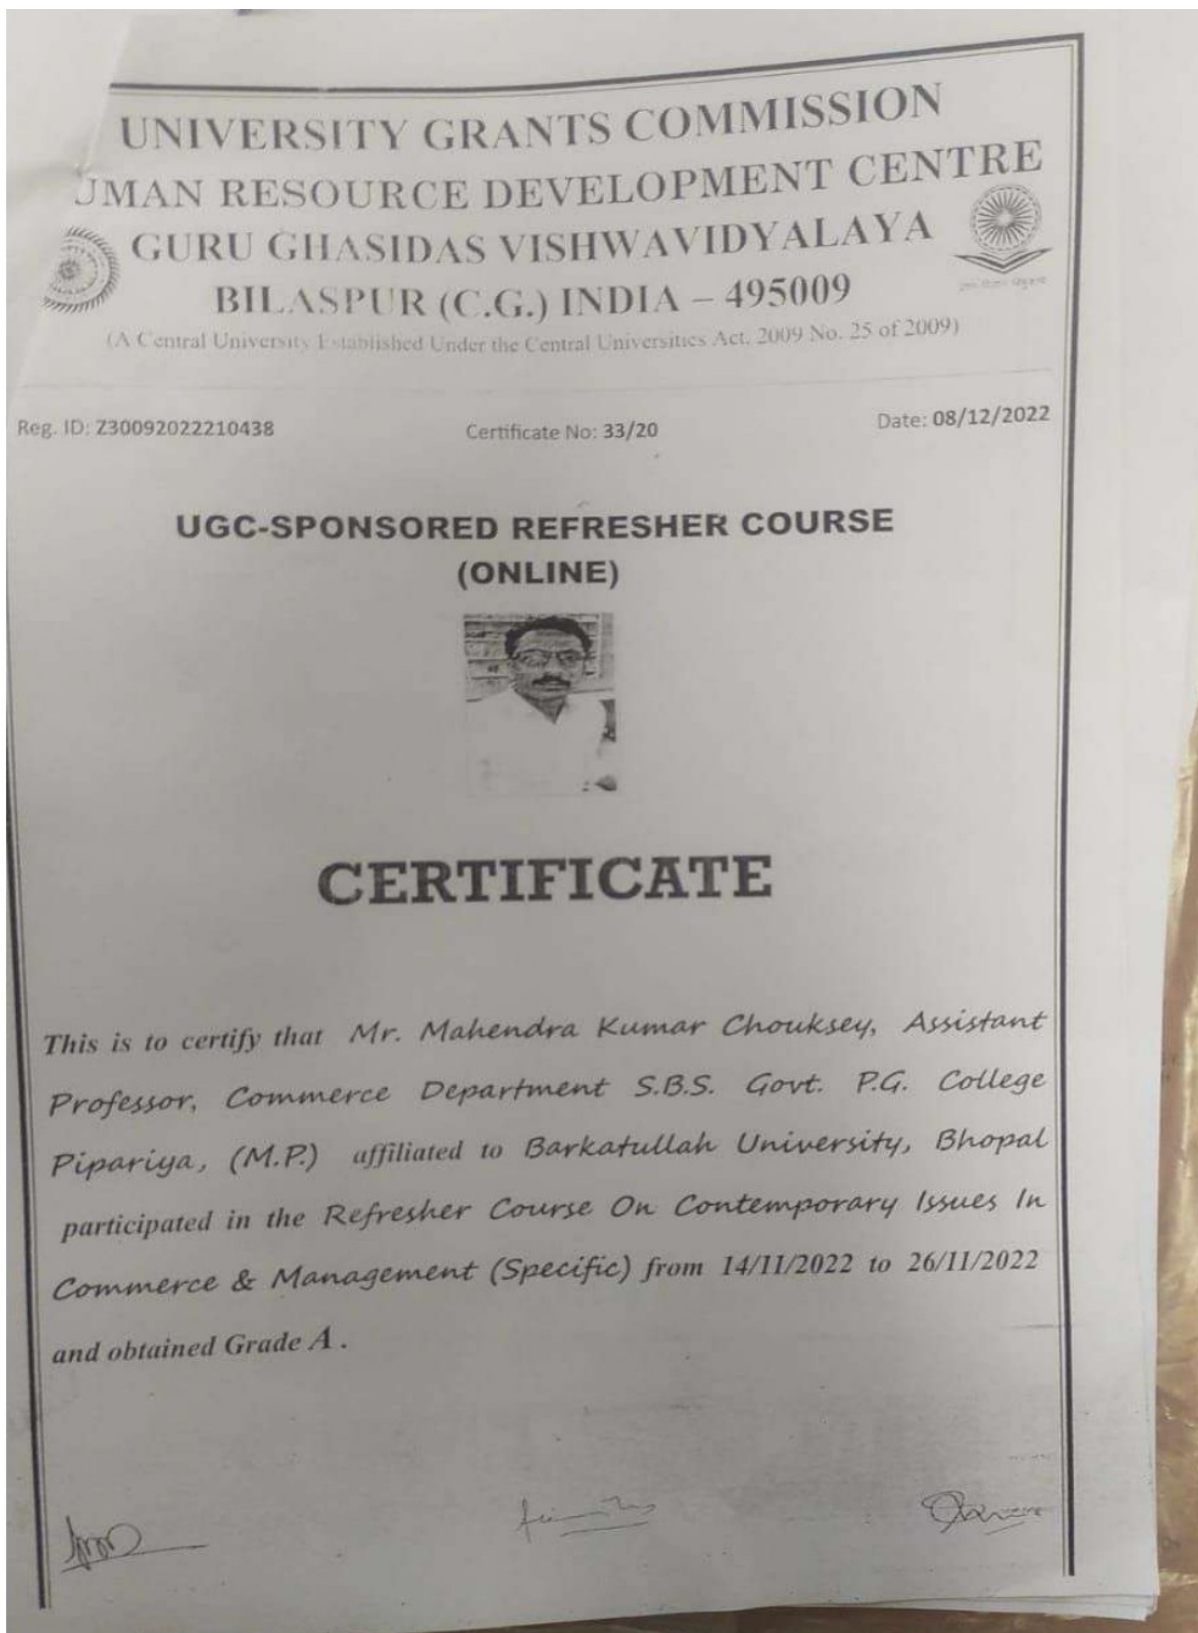 UNIVERSITY GRANTS COMMISSION
UMAN RESOURCE DEVELOPMENT CENTRE
GURU GHASIDAS VISHWAVIDYALAYA
BILASPUR (C.G.) INDIA – 495009
(A Central University Established Under the Central Universities Act. 2009 No. 25 of 2009)
Reg. ID: Z30092022210438 Certificate No: 33/20 Date: 08/12/2022
UGC-SPONSORED REFRESHER COURSE
(ONLINE)
CERTIFICATE
This is to certify that Mr. Mahendra Kumar Chouksey, Assistant
Professor, Commerce Department S.B.S. Govt. P.G. College
Pipariya, (M.P.) affiliated to Barkatullah University, Bhopal
participated in the Refresher Course On Contemporary Issues In
Commerce & Management (Specific) from 14/11/2022 to 26/11/2022
and obtained Grade A .